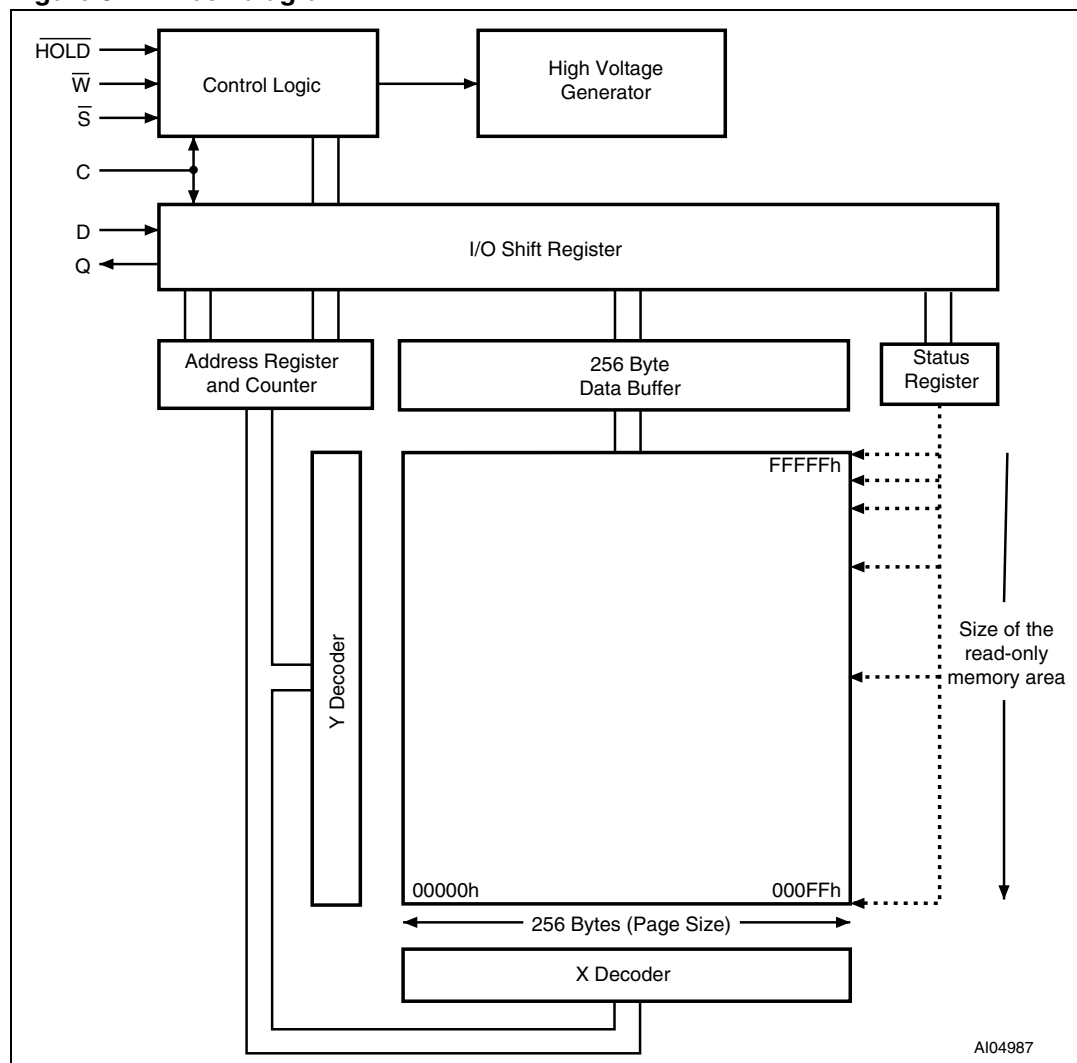 HOLD
W
S
C
D
Q
Control Logic
High Voltage
Generator
I/O Shift Register
Address Register
and Counter
256 Byte
Data Buffer
Status
Register
FFFFFh
Y Decoder
Size of the
read-only
memory area
00000h
000FFh
256 Bytes (Page Size)
X Decoder
AI04987